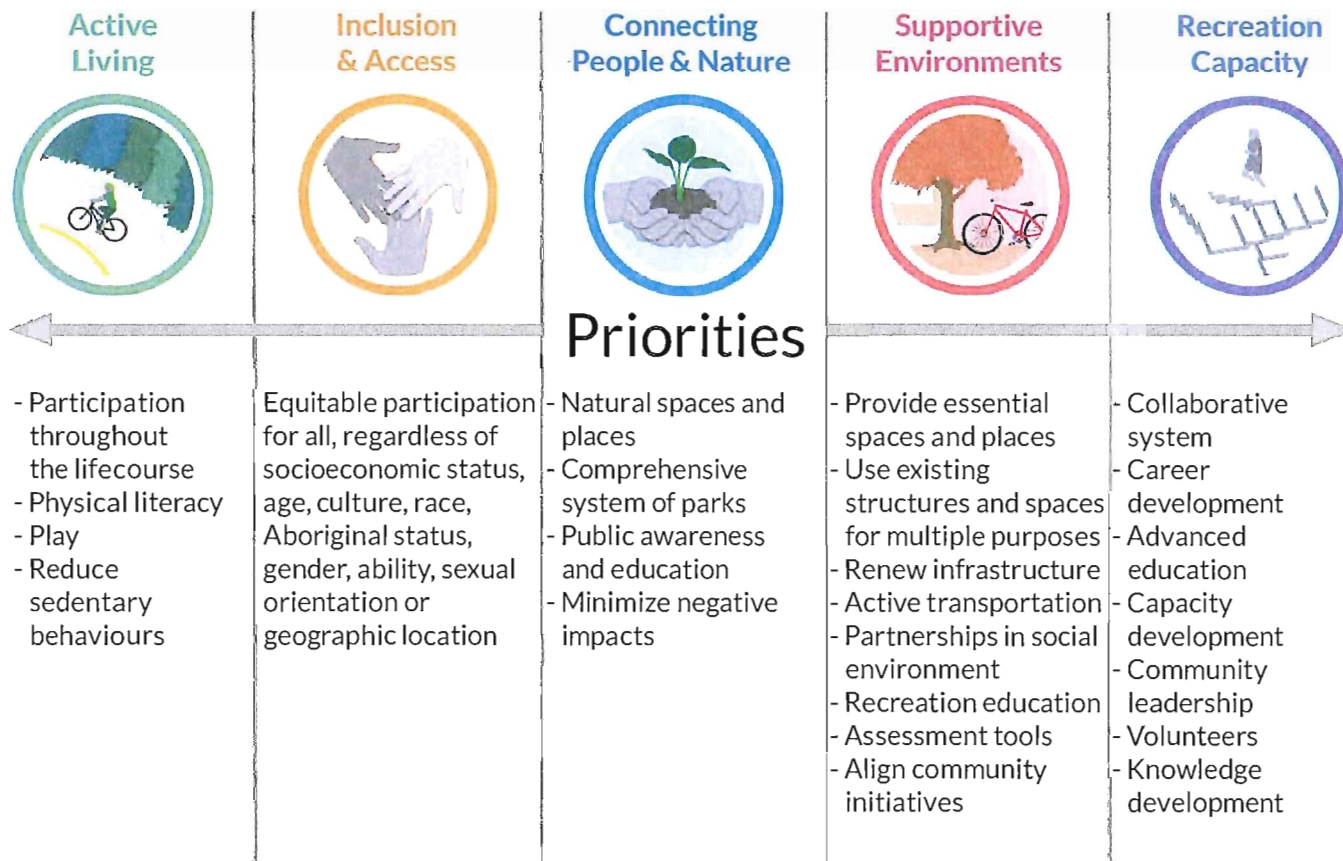 Active
Living
Inclusion
& Access
Connecting
People & Nature
Supportive
Environments
Recreation
Capacity
Priorities
- Participation
throughout
the lifecourse
- Physical literacy
- Play
- Reduce
sedentary
behaviours
Equitable participation
for all, regardless of
socioeconomic status,
age, culture, race,
Aboriginal status,
gender, ability, sexual
orientation or
geographic location
- Natural spaces and
places
- Comprehensive
system of parks
- Public awareness
and education
- Minimize negative
impacts
- Provide essential
spaces and places
- Use existing
structures and spaces
for multiple purposes
- Renew infrastructure
- Active transportation
- Partnerships in social
environment
- Recreation education
- Assessment tools
- Align community
initiatives
- Collaborative
system
- Career
development
- Advanced
education
- Capacity
development
- Community
leadership
- Volunteers
- Knowledge
development